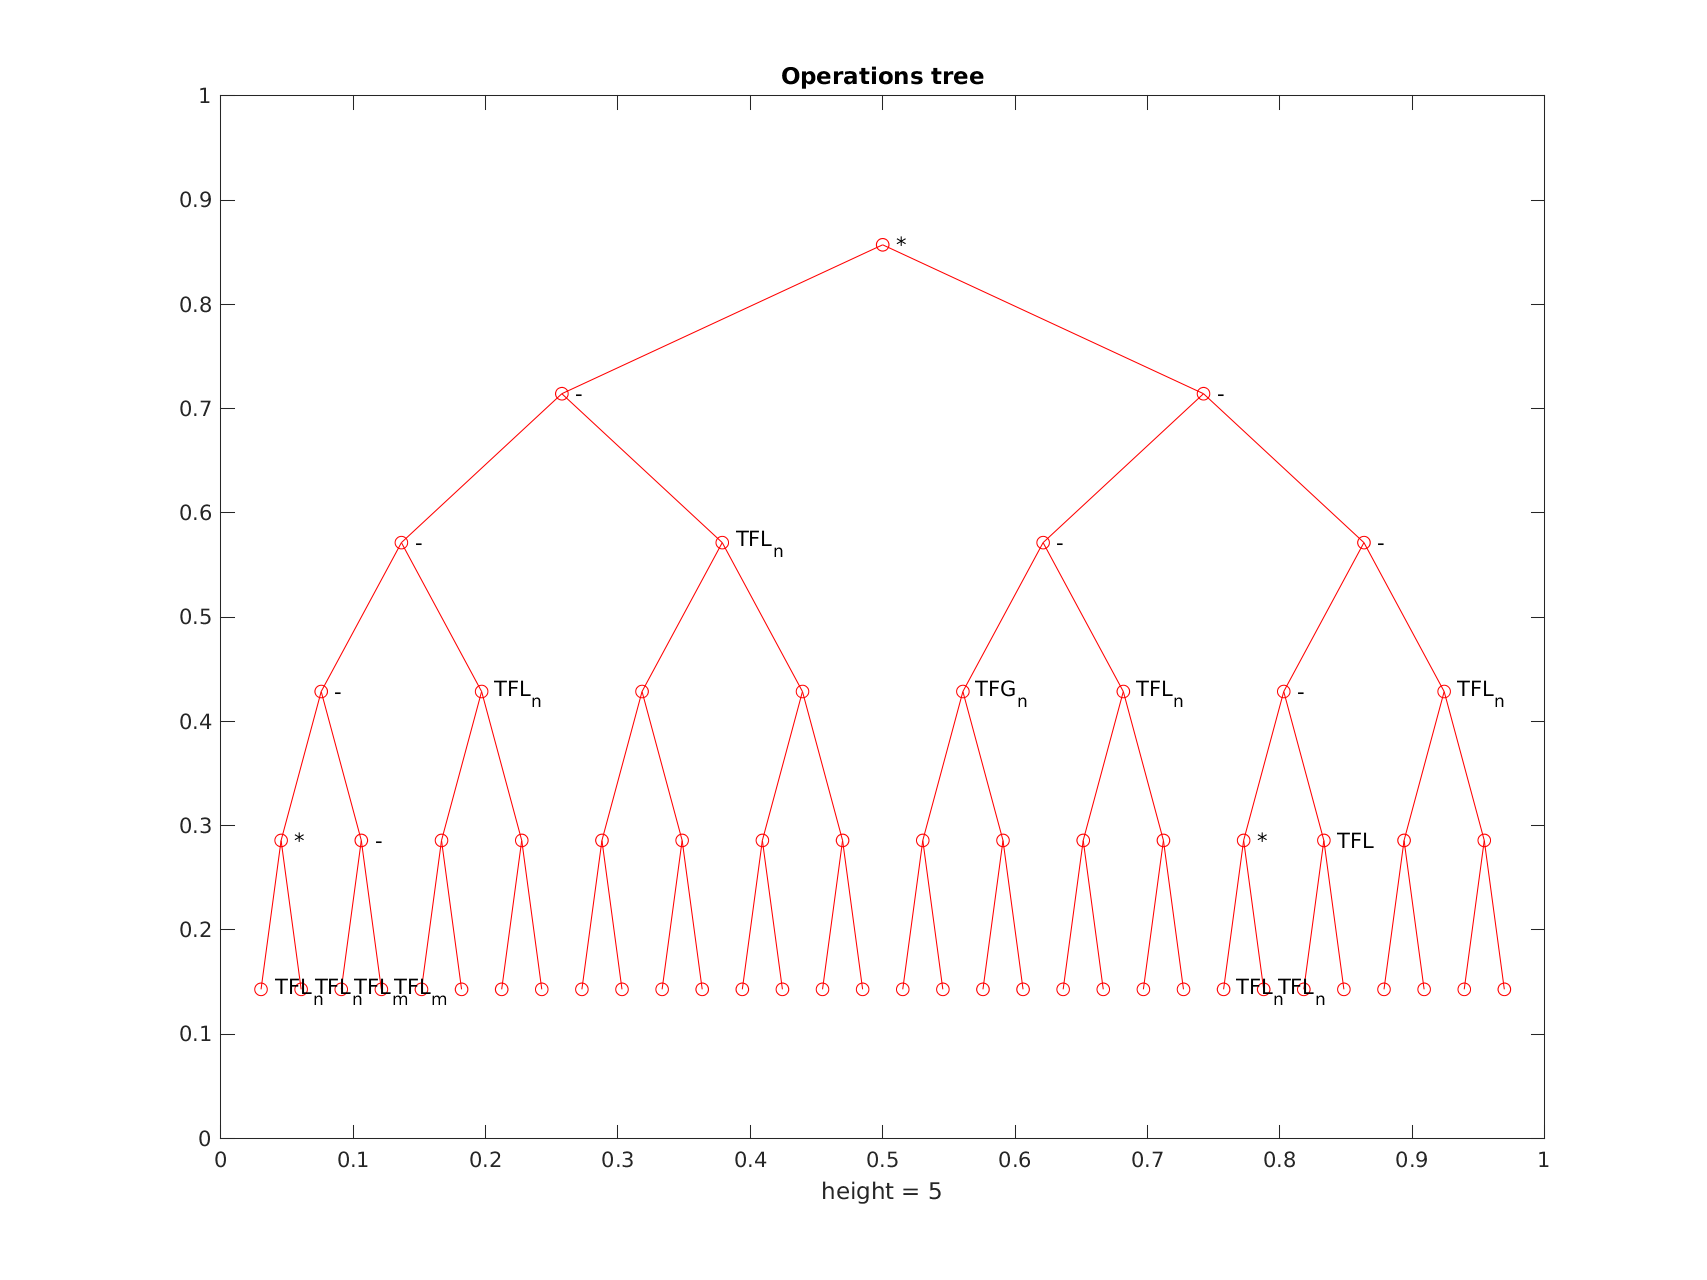 Operations tree
1
0.9
*
0.8
- -
0.7
0.6
- TFLn - -
0.5
- TFLn TFGn TFLn - TFLn
0.4
0.3
* - * TFL
0.2
TFLn TFLn TFLm TFLm TFLn TFLn
0.1
0
0 0.1 0.2 0.3 0.4 0.5 0.6 0.7 0.8 0.9 1
height = 5